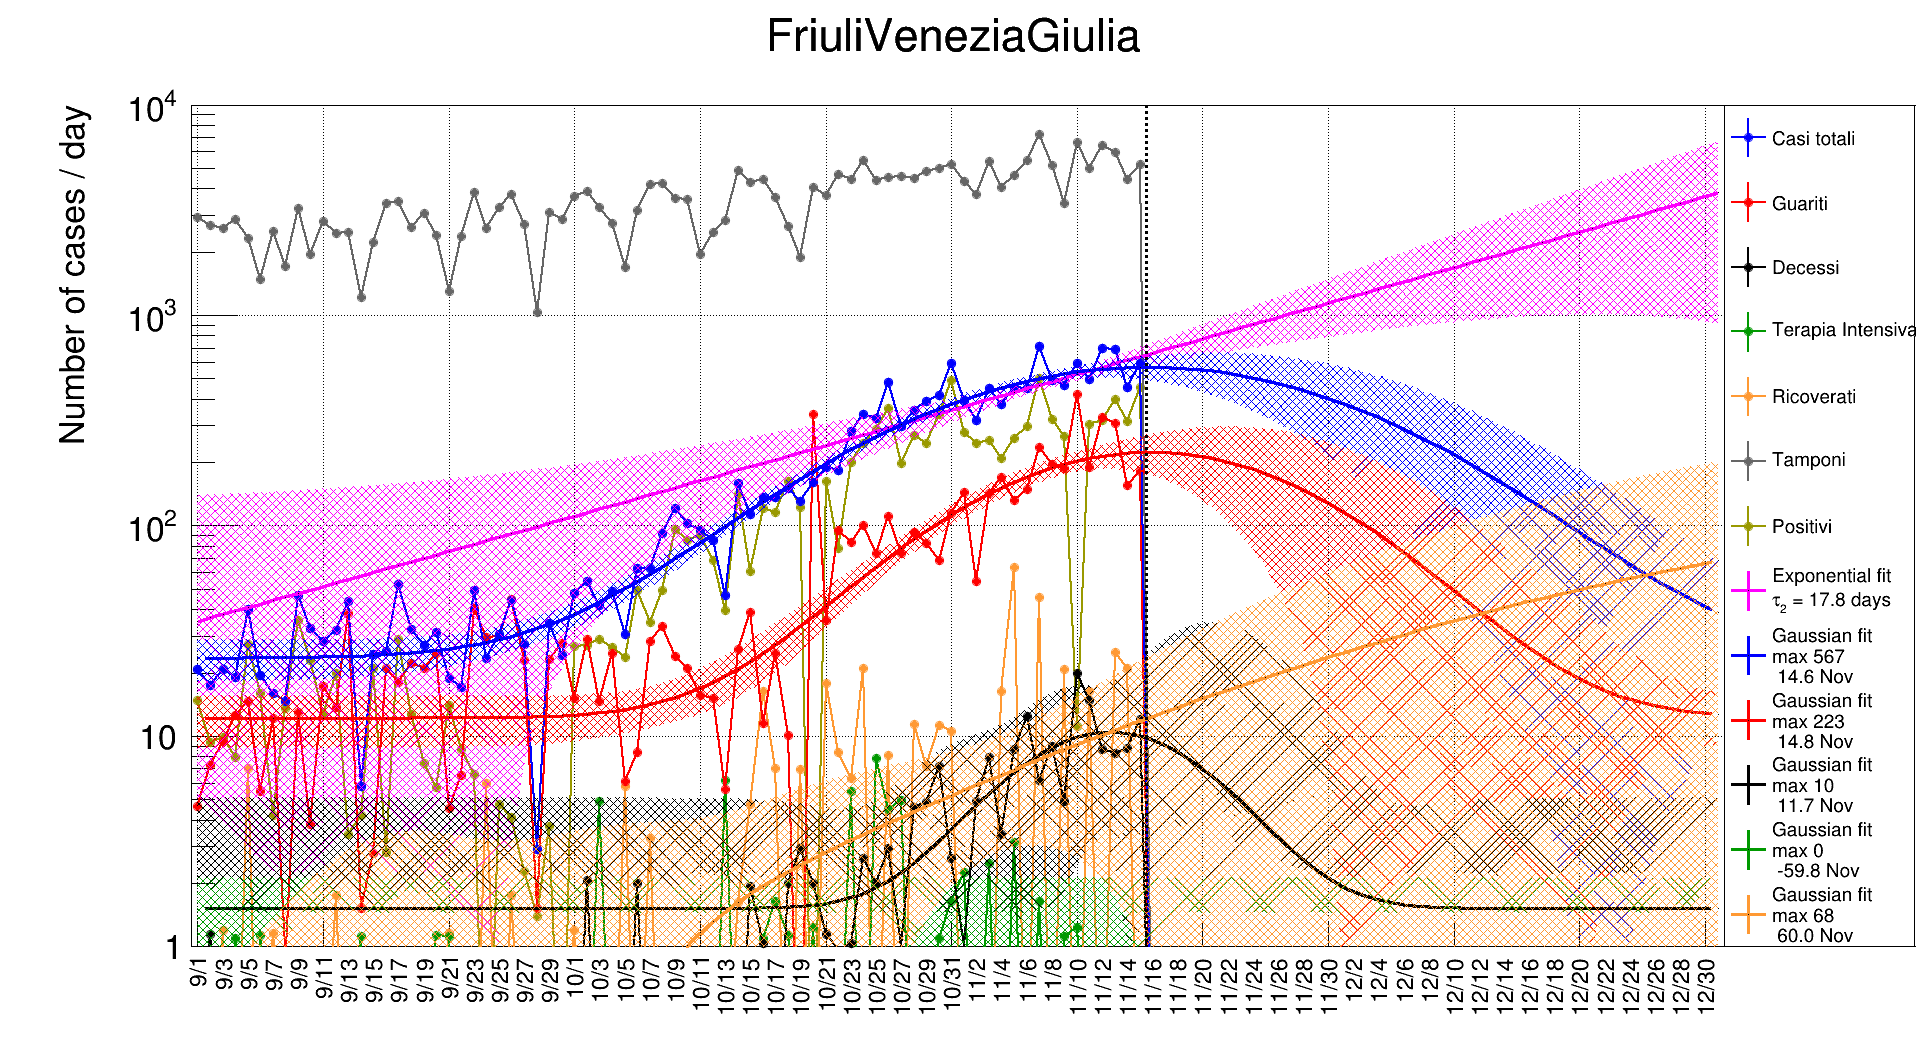 FriuliVeneziaGiulia
Number of cases / day
10^4
10^3
10^2
10
1
9/1
9/3
9/5
9/7
9/9
9/11
9/13
9/15
9/17
9/19
9/21
9/23
9/25
9/27
9/29
10/1
10/3
10/5
10/7
10/9
10/11
10/13
10/15
10/17
10/19
10/21
10/23
10/25
10/27
10/29
10/31
11/2
11/4
11/6
11/8
11/10
11/12
11/14
11/16
11/18
11/20
11/22
11/24
11/26
11/28
11/30
12/2
12/4
12/6
12/8
12/10
12/12
12/14
12/16
12/18
12/20
12/22
12/24
12/26
12/28
12/30
Casi totali
Guariti
Decessi
Terapia Intensiva
Ricoverati
Tamponi
Positivi
Exponential fit
τ_2 = 17.8 days
Gaussian fit
max 567
14.6 Nov
Gaussian fit
max 223
14.8 Nov
Gaussian fit
max 10
11.7 Nov
Gaussian fit
max 0
-59.8 Nov
Gaussian fit
max 68
60.0 Nov